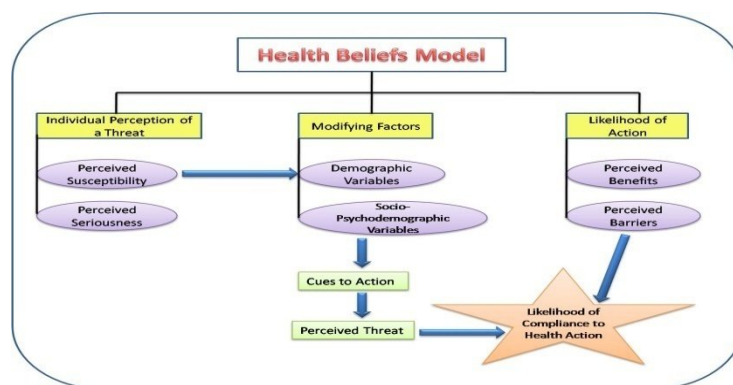 Health Beliefs Model
Individual Perception of
a Threat
Modifying Factors
Likelihood of
Action
Perceived
Susceptibility
Demographic
Variables
Perceived
Benefits
Perceived
Seriousness
Socio-
Psychodemographic
Variables
Perceived
Barriers
Cues to Action
Perceived Threat
Likelihood of
Compliance to
Health Action